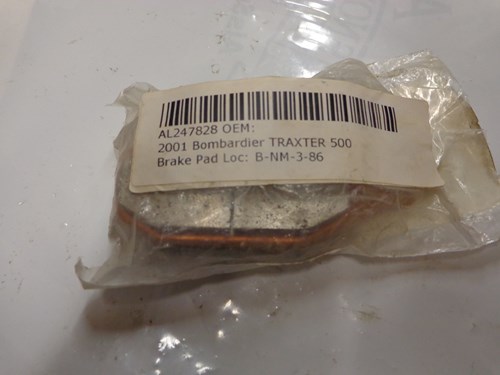 AL247828 OEM:
2001 Bombardier TRAXTER 500
Brake Pad Loc: B-NM-3-86